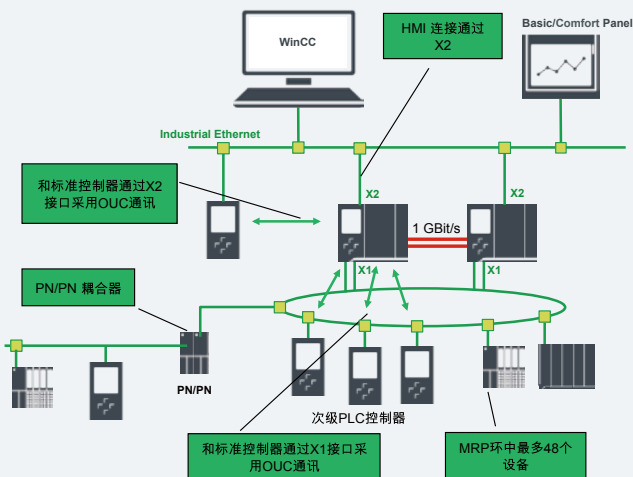 WinCC
HMI 连接通过
X2
Basic/Comfort Panel
Industrial Ethernet
和标准控制器通过X2
接口采用OUC通讯
X2
X2
1 GBit/s
X1
X1
PN/PN 耦合器
PN/PN
次级PLC控制器
和标准控制器通过X1接口采
用OUC通讯
MRP环中最多48个
设备